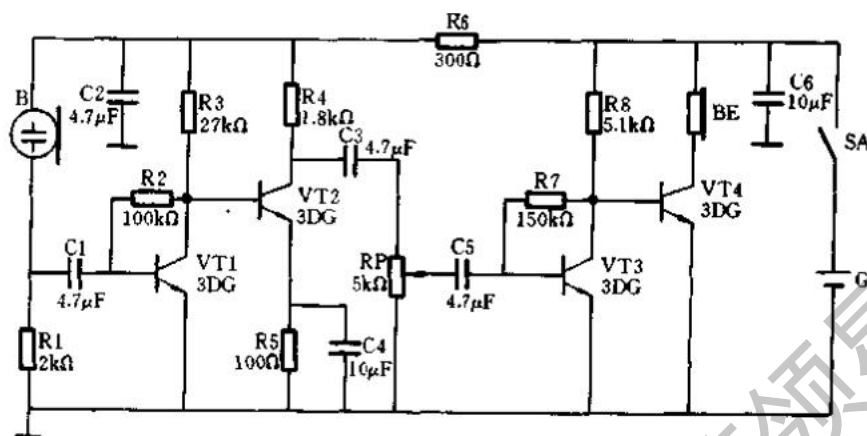 R6
300Ω
B
C2
4.7μF
R3
27kΩ
R4
1.8kΩ
C3
4.7μF
R8
5.1kΩ
BE
C6
10μF
SA
R2
100kΩ
VT2
3DG
R7
150kΩ
VT4
3DG
C1
4.7μF
VT1
3DG
RP
5kΩ
C5
4.7μF
VT3
3DG
G
R1
2kΩ
R5
100Ω
C4
10μF
领